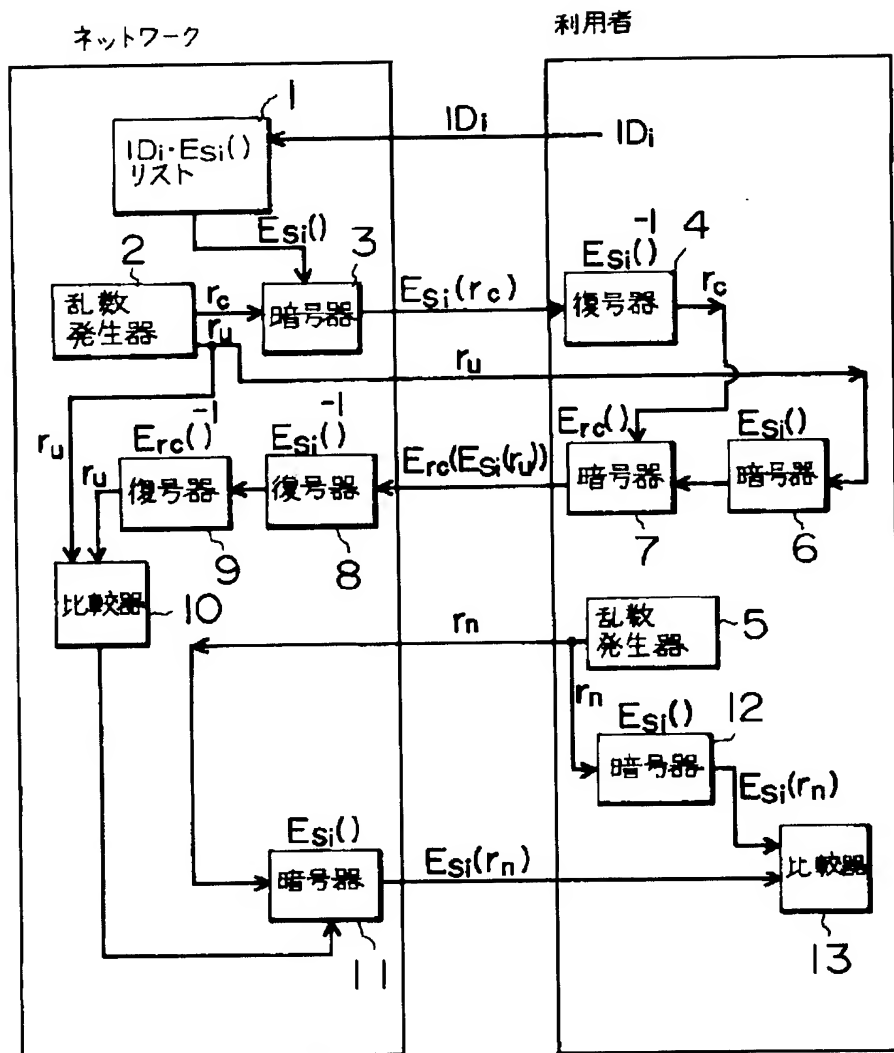 ネットワーク
利用者
1
IDi·ESi()
リスト
IDi
IDi
ESi()
2
乱数
発生器
rc
ru
3
暗号器
ESi(rc)
ESi()-1
4
復号器
rc
ru
ru
Erc()-1
ESi()-1
Erc(ESi(ru))
Erc()
ESi()
ru
復号器
復号器
暗号器
暗号器
9
8
7
6
比較器
10
rn
乱数
発生器
5
rn
ESi()
12
暗号器
ESi(rn)
ESi()
暗号器
ESi(rn)
比較器
11
13